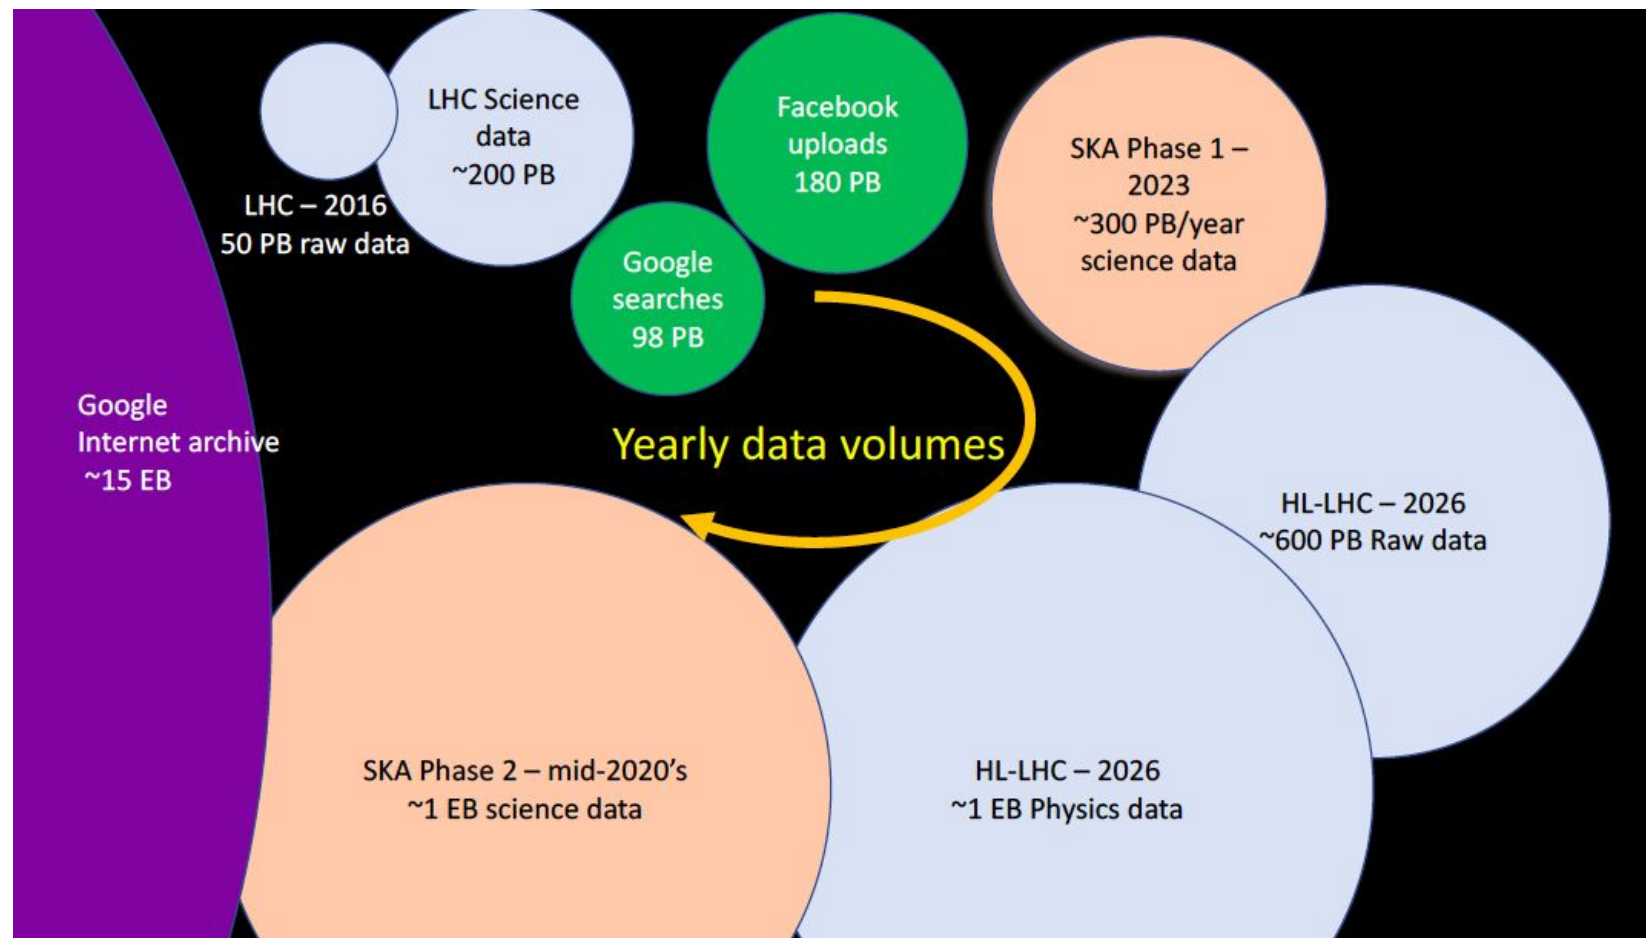 LHC Science
data
~200 PB
LHC – 2016
50 PB raw data
Facebook
uploads
180 PB
Google
searches
98 PB
SKA Phase 1 –
2023
~300 PB/year
science data
Google
Internet archive
~15 EB
Yearly data volumes
HL-LHC – 2026
~600 PB Raw data
SKA Phase 2 – mid-2020’s
~1 EB science data
HL-LHC – 2026
~1 EB Physics data